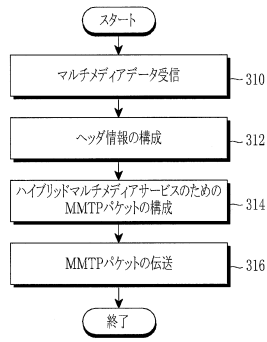 スタート
マルチメディアデータ受信
310
ヘッダ情報の構成
312
ハイブリッドマルチメディアサービスのための
MMTPパケットの構成
314
MMTPパケットの伝送
316
終了